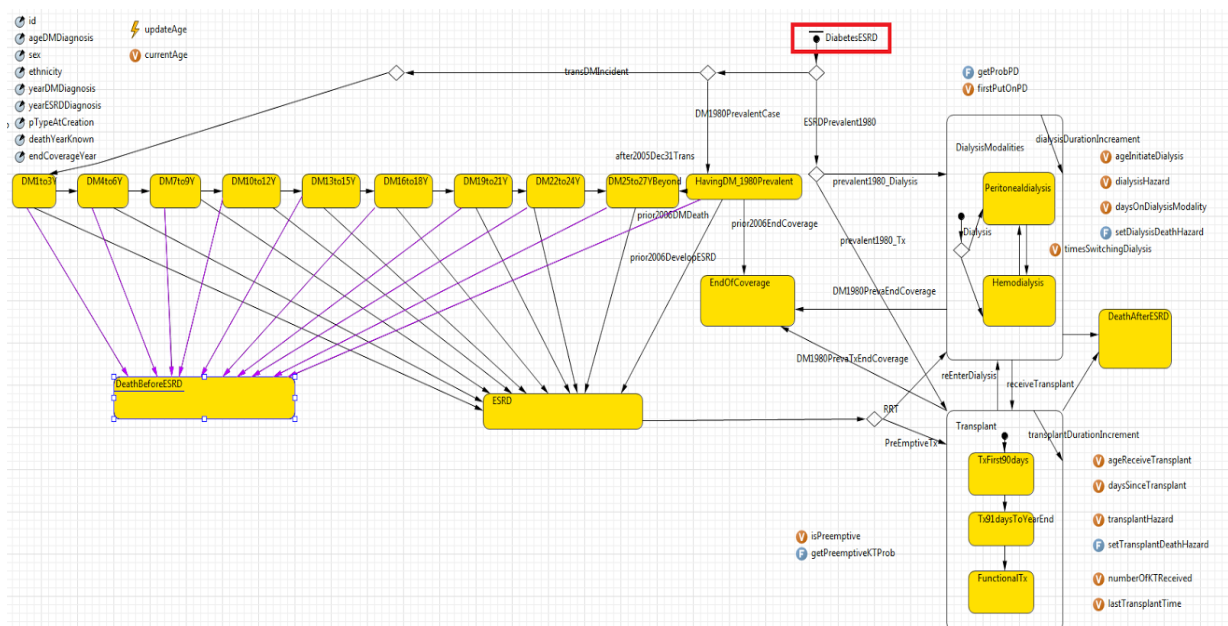 id
ageDMDiagnosis
sex
ethnicity
yearDMDiagnosis
yearESRDDiagnosis
pTypeAtCreation
deathYearKnown
endCoverageYear
updateAge
currentAge
DiabetesESRD
transDMIncident
DM1980PrevalentCase
ESRDPrevalent1980
getProbPD
firstPutOnPD
after2005Dec31Trans
DM1to3Y
DM4to6Y
DM7to9Y
DM10to12Y
DM13to15Y
DM16to18Y
DM19to21Y
DM22to24Y
DM25to27YBeyond
HavingDM_1980Prevalent
prevalent1980_Dialysis
prevalent1980_Tx
prior2006DMDeath
prior2006EndCoverage
prior2006DevelopESRD
DialysisModalities
dialysisDurationIncreament
Peritonealdialysis
Dialysis
Hemodialysis
ageInitiateDialysis
dialysisHazard
daysOnDialysisModality
setDialysisDeathHazard
timesSwitchingDialysis
EndOfCoverage
DM1980PrevaEndCoverage
DeathAfterESRD
DM1980PrevaTxEndCoverage
reEnterDialysis
receiveTransplant
DeathBeforeESRD
ESRD
RRT
PreEmptiveTx
Transplant
transplantDurationIncrement
TxFirst90days
Tx91daysToYearEnd
FunctionalTx
ageReceiveTransplant
daysSinceTransplant
transplantHazard
setTransplantDeathHazard
numberOfKTReceived
lastTransplantTime
isPreemptive
getPreemptiveKTProb